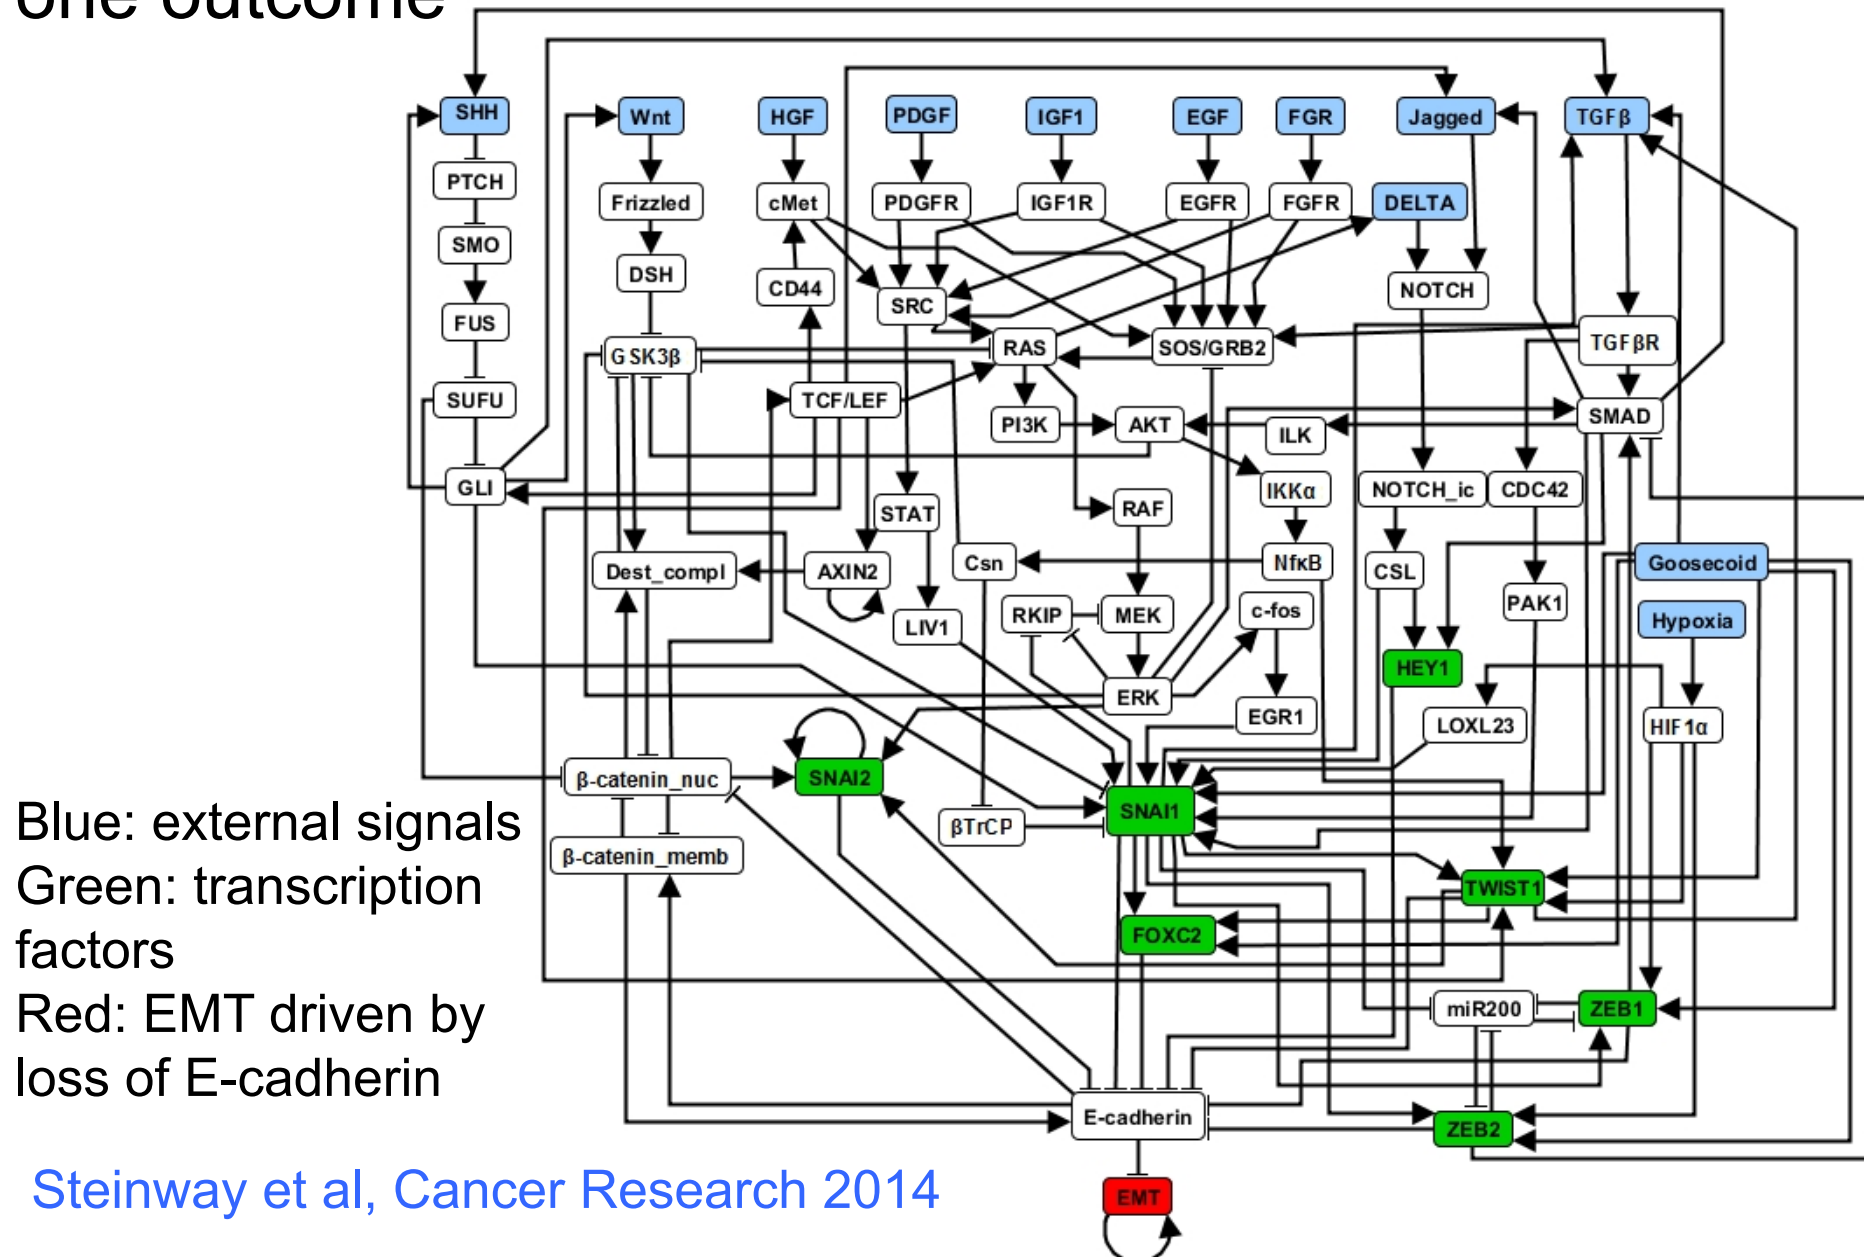 one outcome
SHH
Wnt
HGF
PDGF
IGF1
EGF
FGR
Jagged
TGFβ
PTCH
Frizzled
cMet
PDGFR
IGF1R
EGFR
FGFR
DELTA
SMO
DSH
CD44
SRC
NOTCH
FUS
GSK3β
RAS
SOS/GRB2
TGFβR
SUFU
TCF/LEF
PI3K
AKT
ILK
SMAD
GLI
STAT
RAF
IKKα
NOTCH_ic
CDC42
Dest_compl
AXIN2
Csn
NfκB
CSL
Goosecoid
LIV1
RKIP
MEK
c-fos
PAK1
Hypoxia
HEY1
ERK
EGR1
LOXL23
HIF1α
β-catenin_nuc
SNAI2
SNAI1
βTrCP
β-catenin_memb
TWIST1
FOXC2
miR200
ZEB1
E-cadherin
ZEB2
EMT
Blue: external signals
Green: transcription
factors
Red: EMT driven by
loss of E-cadherin
Steinway et al, Cancer Research 2014